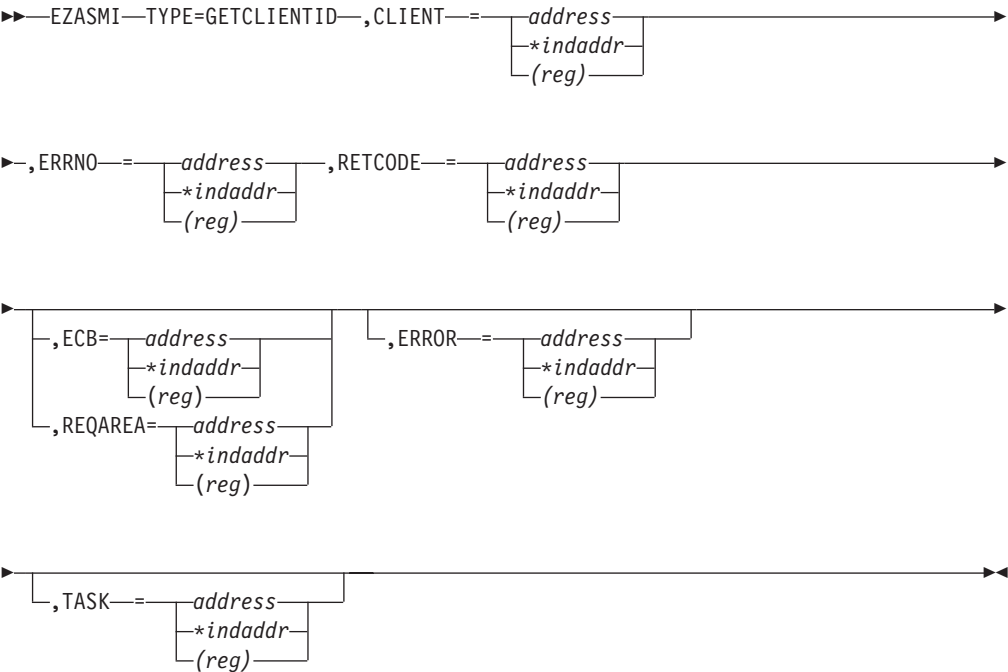 EZASMI TYPE=GETCLIENTID ,CLIENT = address
*indaddr
(reg)
,ERRNO = address ,RETCODE = address
*indaddr *indaddr
(reg) (reg)
,ECB= address ,ERROR = address
*indaddr *indaddr
(reg) (reg)
,REQAREA= address
*indaddr
(reg)
,TASK = address
*indaddr
(reg)